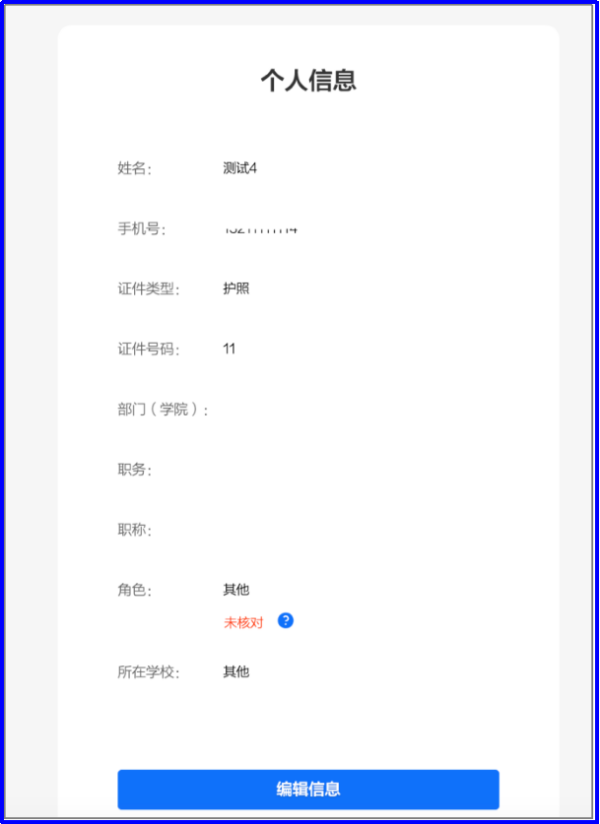 个人信息
姓名： 测试4
手机号：
证件类型： 护照
证件号码： 11
部门（学院）：
职务：
职称：
角色： 其他
未核对 ?
所在学校： 其他
编辑信息